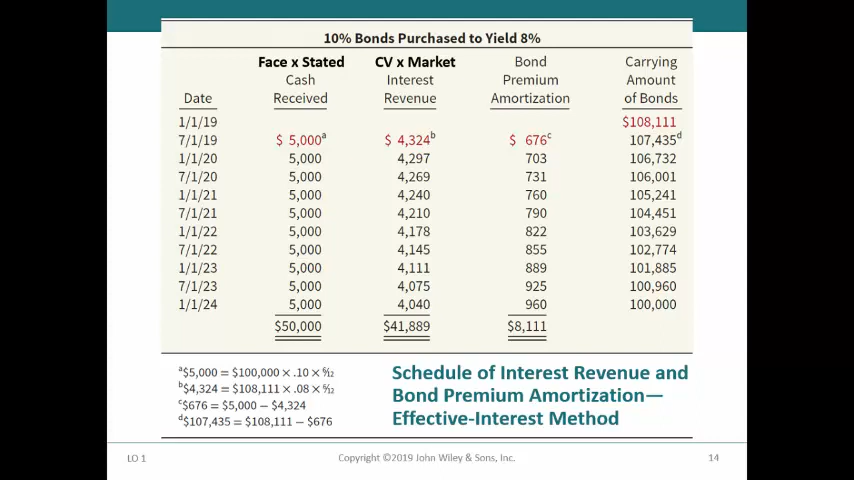 10% Bonds Purchased to Yield 8%
Face x Stated CV x Market Bond Carrying
Cash Interest Premium Amount
Date Received Revenue Amortization of Bonds
1/1/19 $108,111
7/1/19 $ 5,000a $ 4,324b $ 676c 107,435d
1/1/20 5,000 4,297 703 106,732
7/1/20 5,000 4,269 731 106,001
1/1/21 5,000 4,240 760 105,241
7/1/21 5,000 4,210 790 104,451
1/1/22 5,000 4,178 822 103,629
7/1/22 5,000 4,145 855 102,774
1/1/23 5,000 4,111 889 101,885
7/1/23 5,000 4,075 925 100,960
1/1/24 5,000 4,040 960 100,000
$50,000 $41,889 $8,111
a$5,000 = $100,000 × .10 × 6/12
b$4,324 = $108,111 × .08 × 6/12
c$676 = $5,000 − $4,324
d$107,435 = $108,111 − $676
Schedule of Interest Revenue and
Bond Premium Amortization—
Effective-Interest Method
LO 1 Copyright ©2019 John Wiley & Sons, Inc. 14